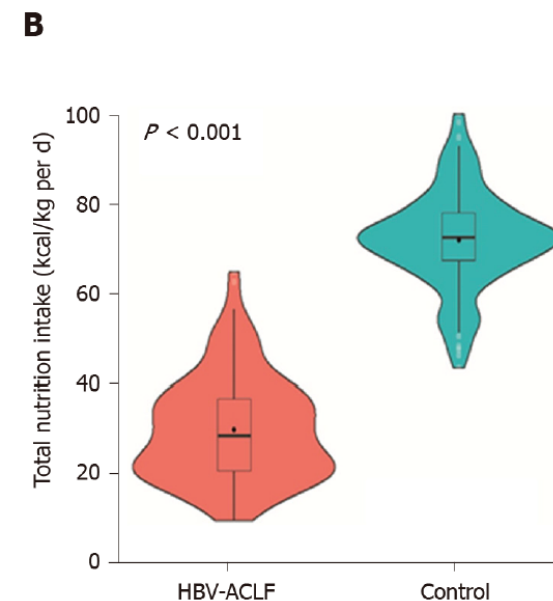 B
P < 0.001
Total nutrition intake (kcal/kg per d)
100
80
60
40
20
0
HBV-ACLF
Control